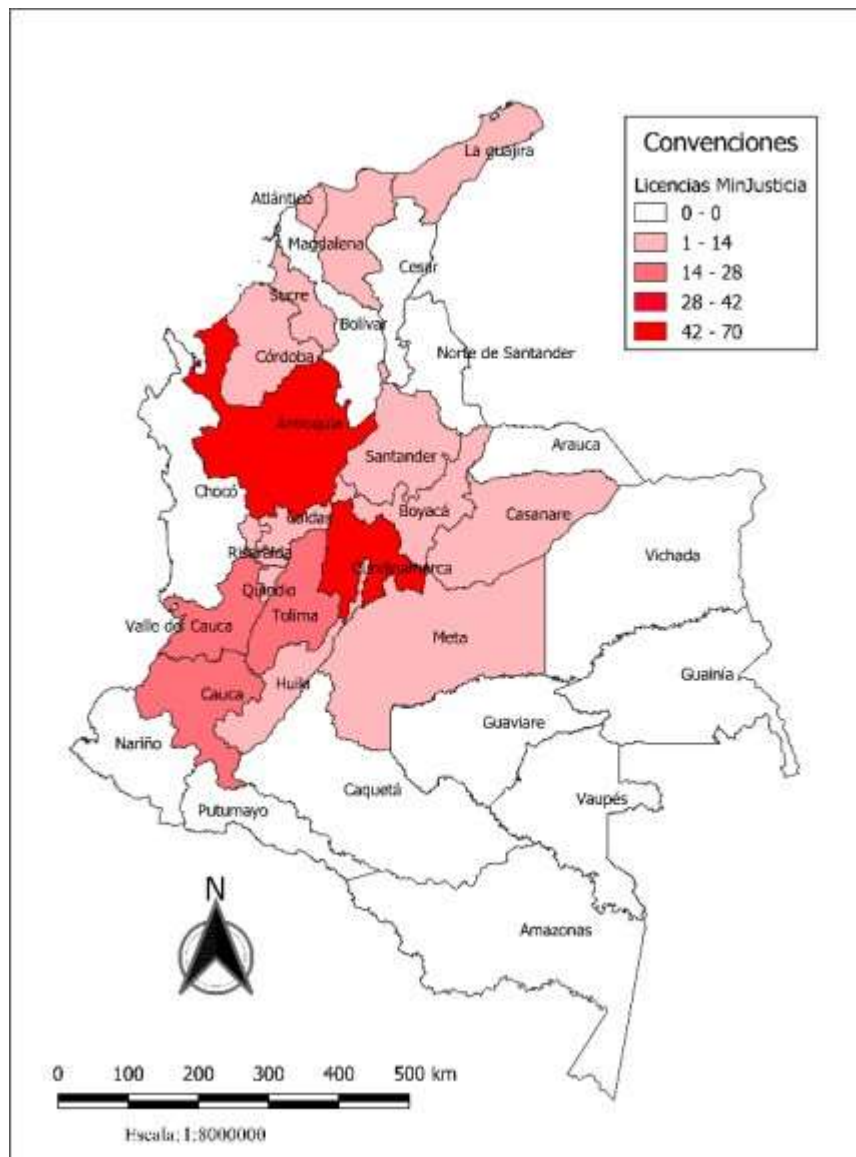 Convenciones
Licencias MinJusticia
0 - 0
1 - 14
14 - 28
28 - 42
42 - 70
La guajira
Atlántico
Magdalena
Cesar
Sucre
Bolívar
Córdoba
Norte de Santander
Antioquia
Arauca
Santander
Chocó
Boyacá
Casanare
Caldas
Vichada
Risaralda
Cundinamarca
Quindío
Tolima
Valle del Cauca
Meta
Guainía
Huila
Cauca
Guaviare
Nariño
Caquetá
Vaupés
Putumayo
N
Amazonas
0 100 200 300 400 500 km
Escala: 1:8000000